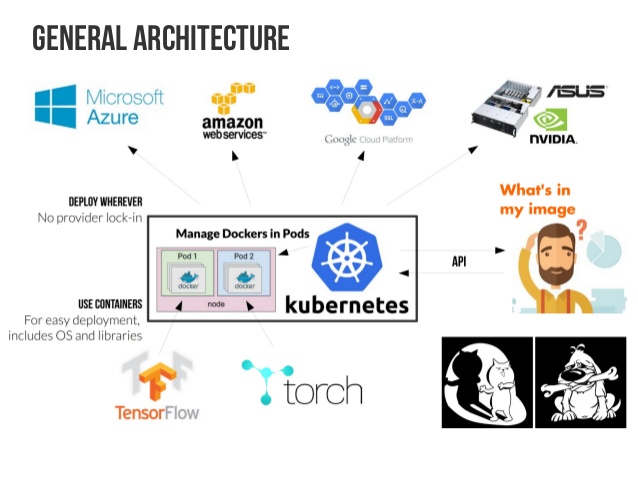 GENERAL ARCHITECTURE
Microsoft
Azure
amazon
webservices™
Google Cloud Platform
ASUS
NVIDIA.
DEPLOY WHEREVER
No provider lock-in
What's in
my image
Manage Dockers in Pods
Pod 1
Pod 2
docker
docker
node
kubernetes
API
USE CONTAINERS
For easy deployment,
includes OS and libraries
TensorFlow
torch